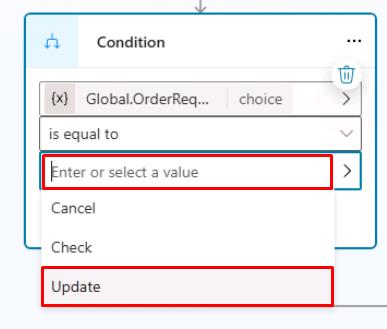 Condition
{x} Global.OrderReq... choice
is equal to
Enter or select a value
Cancel
Check
Update